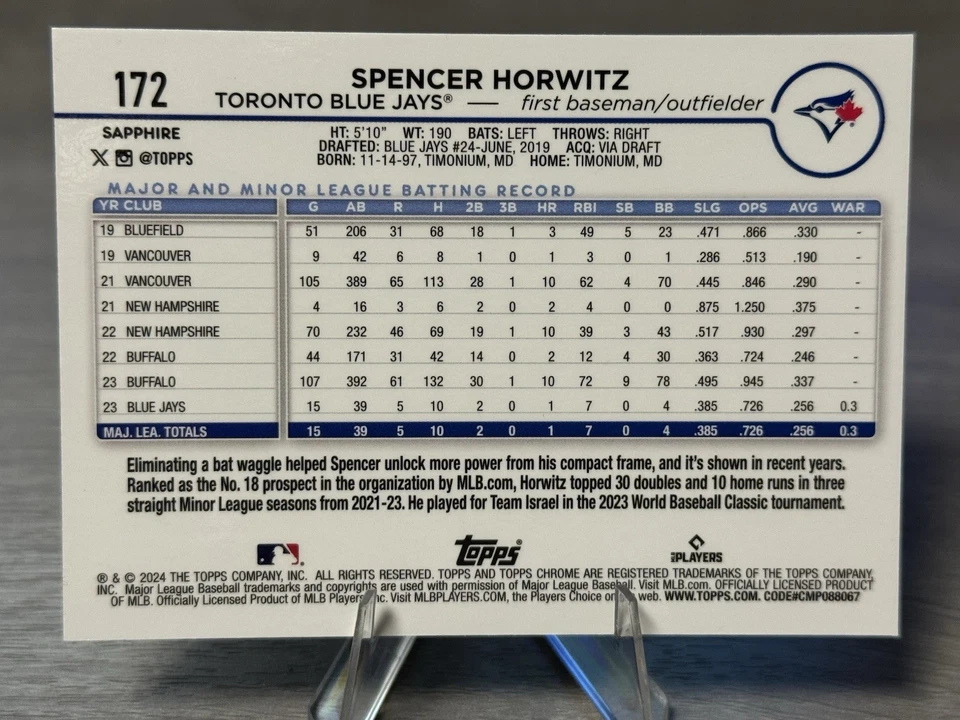 172
SPENCER HORWITZ
TORONTO BLUE JAYS® — first baseman/outfielder
SAPPHIRE
@TOPPS
HT: 5'10" WT: 190 BATS: LEFT THROWS: RIGHT
DRAFTED: BLUE JAYS #24-JUNE, 2019 ACQ: VIA DRAFT
BORN: 11-14-97, TIMONIUM, MD HOME: TIMONIUM, MD
MAJOR AND MINOR LEAGUE BATTING RECORD
YR CLUB G AB R H 2B 3B HR RBI SB BB SLG OPS AVG WAR
19 BLUEFIELD 51 206 31 68 18 1 3 49 5 23 .471 .866 .330 -
19 VANCOUVER 9 42 6 8 1 0 1 3 0 1 .286 .513 .190 -
21 VANCOUVER 105 389 65 113 28 1 10 62 4 70 .445 .846 .290 -
21 NEW HAMPSHIRE 4 16 3 6 2 0 2 4 0 0 .875 1.250 .375 -
22 NEW HAMPSHIRE 70 232 46 69 19 1 10 39 3 43 .517 .930 .297 -
22 BUFFALO 44 171 31 42 14 0 2 12 4 30 .363 .724 .246 -
23 BUFFALO 107 392 61 132 30 1 10 72 9 78 .495 .945 .337 -
23 BLUE JAYS 15 39 5 10 2 0 1 7 0 4 .385 .726 .256 0.3
MAJ. LEA. TOTALS 15 39 5 10 2 0 1 7 0 4 .385 .726 .256 0.3
Eliminating a bat waggle helped Spencer unlock more power from his compact frame, and it's shown in recent years.
Ranked as the No. 18 prospect in the organization by MLB.com, Horwitz topped 30 doubles and 10 home runs in three
straight Minor League seasons from 2021-23. He played for Team Israel in the 2023 World Baseball Classic tournament.
Topps®
PLAYERS
® & © 2024 THE TOPPS COMPANY, INC. ALL RIGHTS RESERVED. TOPPS AND TOPPS CHROME ARE REGISTERED TRADEMARKS OF THE TOPPS COMPANY,
INC. Major League Baseball trademarks and copyrights are used with permission of Major League Baseball. Visit MLB.com. OFFICIALLY LICENSED PRODUCT
OF MLB. Officially Licensed Product of MLB Players, Inc. Visit MLBPLAYERS.COM, the Players Choice on web. WWW.TOPPS.COM. CODE#CMP088067